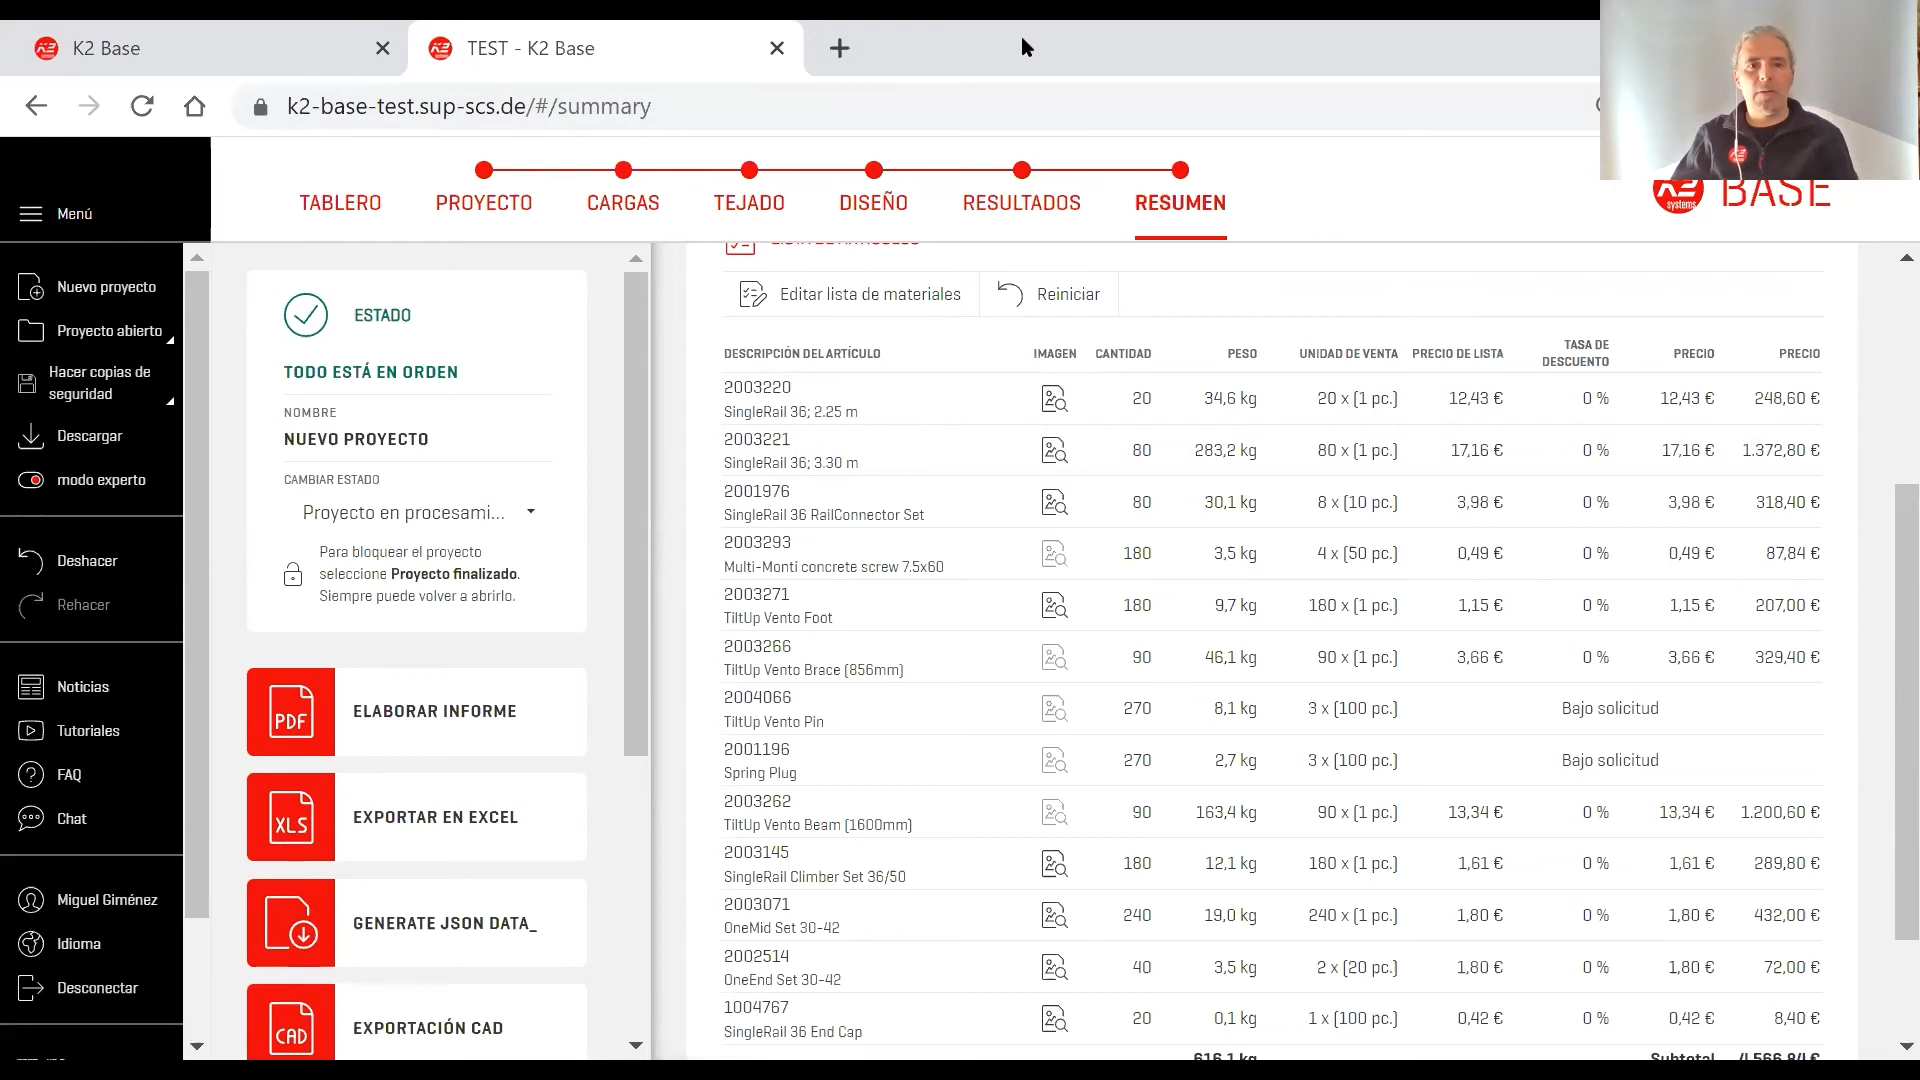 K2 Base
TEST - K2 Base
k2-base-test.sup-scs.de/#/summary
Menú
TABLERO
PROYECTO
CARGAS
TEJADO
DISEÑO
RESULTADOS
RESUMEN
K2 systems BASE
Nuevo proyecto
Proyecto abierto
Hacer copias de
seguridad
Descargar
modo experto
Deshacer
Rehacer
Noticias
Tutoriales
FAQ
Chat
Miguel Giménez
Idioma
Desconectar
ESTADO
TODO ESTÁ EN ORDEN
NOMBRE
NUEVO PROYECTO
CAMBIAR ESTADO
Proyecto en procesami...
Para bloquear el proyecto
seleccione Proyecto finalizado.
Siempre puede volver a abrirlo.
PDF ELABORAR INFORME
XLS EXPORTAR EN EXCEL
GENERATE JSON DATA_
CAD EXPORTACIÓN CAD
LISTA DE ARTÍCULOS
Editar lista de materiales Reiniciar
DESCRIPCIÓN DEL ARTÍCULO IMAGEN CANTIDAD PESO UNIDAD DE VENTA PRECIO DE LISTA TASA DE DESCUENTO PRECIO PRECIO
2003220
SingleRail 36; 2.25 m 20 34,6 kg 20 x (1 pc.) 12,43 € 0 % 12,43 € 248,60 €
2003221
SingleRail 36; 3.30 m 80 283,2 kg 80 x (1 pc.) 17,16 € 0 % 17,16 € 1.372,80 €
2001976
SingleRail 36 RailConnector Set 80 30,1 kg 8 x (10 pc.) 3,98 € 0 % 3,98 € 318,40 €
2003293
Multi-Monti concrete screw 7.5x60 180 3,5 kg 4 x (50 pc.) 0,49 € 0 % 0,49 € 87,84 €
2003271
TiltUp Vento Foot 180 9,7 kg 180 x (1 pc.) 1,15 € 0 % 1,15 € 207,00 €
2003266
TiltUp Vento Brace (856mm) 90 46,1 kg 90 x (1 pc.) 3,66 € 0 % 3,66 € 329,40 €
2004066
TiltUp Vento Pin 270 8,1 kg 3 x (100 pc.) Bajo solicitud
2001196
Spring Plug 270 2,7 kg 3 x (100 pc.) Bajo solicitud
2003262
TiltUp Vento Beam (1600mm) 90 163,4 kg 90 x (1 pc.) 13,34 € 0 % 13,34 € 1.200,60 €
2003145
SingleRail Climber Set 36/50 180 12,1 kg 180 x (1 pc.) 1,61 € 0 % 1,61 € 289,80 €
2003071
OneMid Set 30-42 240 19,0 kg 240 x (1 pc.) 1,80 € 0 % 1,80 € 432,00 €
2002514
OneEnd Set 30-42 40 3,5 kg 2 x (20 pc.) 1,80 € 0 % 1,80 € 72,00 €
1004767
SingleRail 36 End Cap 20 0,1 kg 1 x (100 pc.) 0,42 € 0 % 0,42 € 8,40 €
616,1 kg Subtotal 4.566,84 €